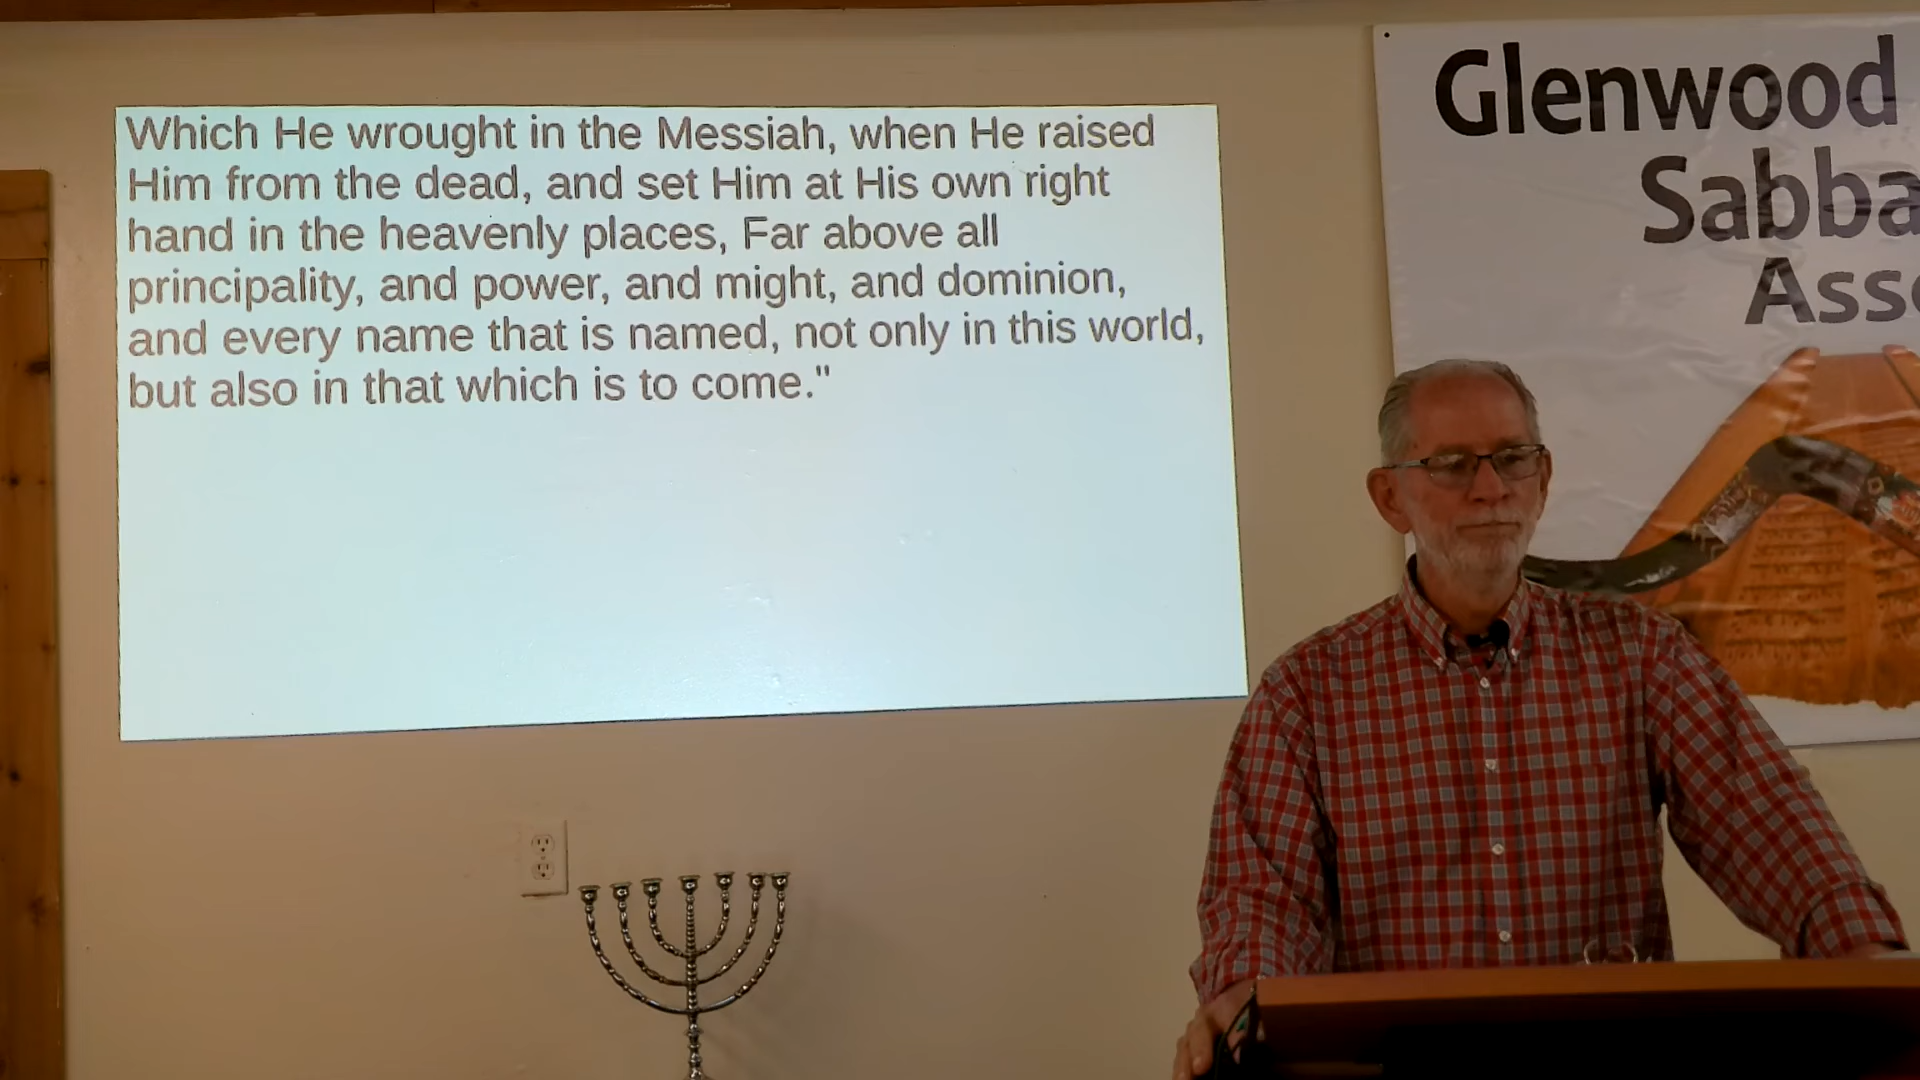 Which He wrought in the Messiah, when He raised
Him from the dead, and set Him at His own right
hand in the heavenly places, Far above all
principality, and power, and might, and dominion,
and every name that is named, not only in this world,
but also in that which is to come."
Glenwood
Sabba
Asse